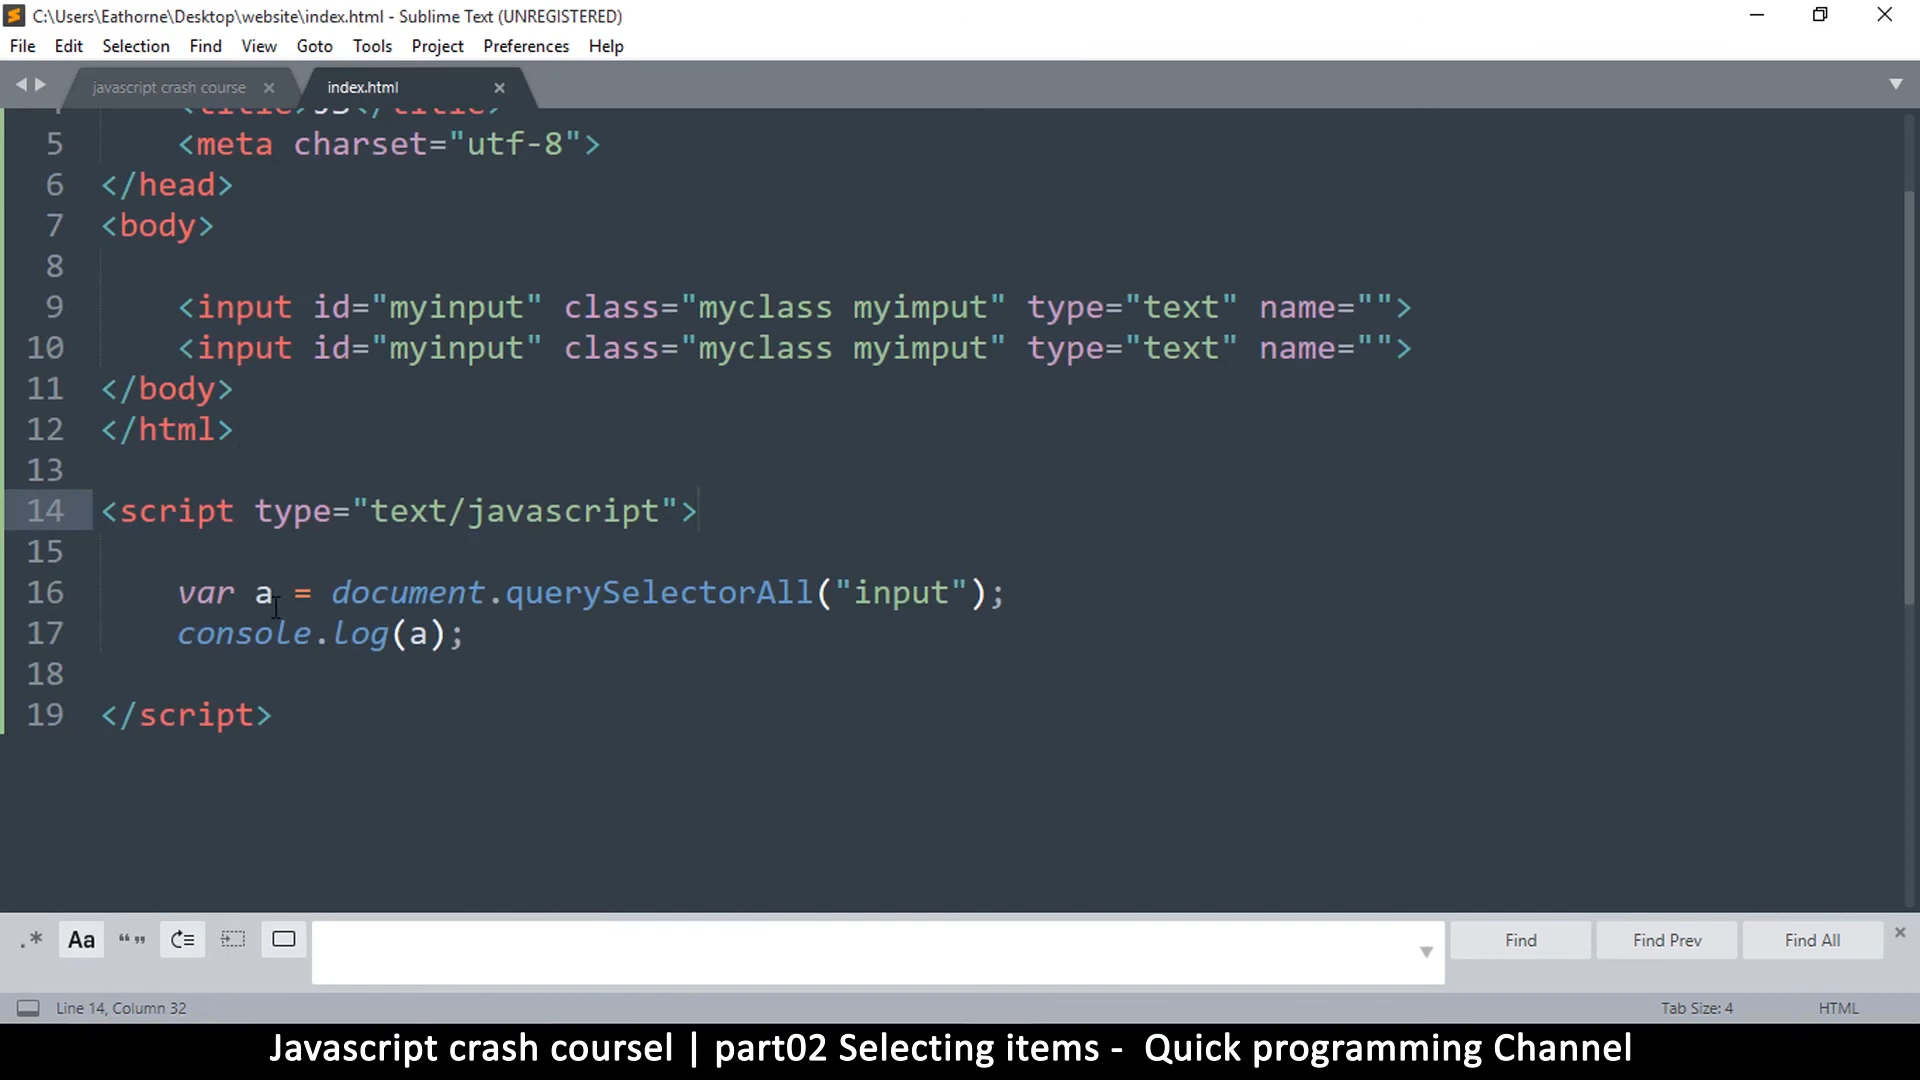 C:\Users\Eathorne\Desktop\website\index.html - Sublime Text (UNREGISTERED)
File Edit Selection Find View Goto Tools Project Preferences Help
javascript crash course × index.html ×
<title>JS</title>
5 <meta charset="utf-8">
6 </head>
7 <body>
8
9 <input id="myinput" class="myclass myimput" type="text" name="">
10 <input id="myinput" class="myclass myimput" type="text" name="">
11 </body>
12 </html>
13
14 <script type="text/javascript">
15
16 var a = document.querySelectorAll("input");
17 console.log(a);
18
19 </script>
.* Aa “ ” Find Find Prev Find All ×
Line 14, Column 32 Tab Size: 4 HTML
Javascript crash coursel | part02 Selecting items - Quick programming Channel